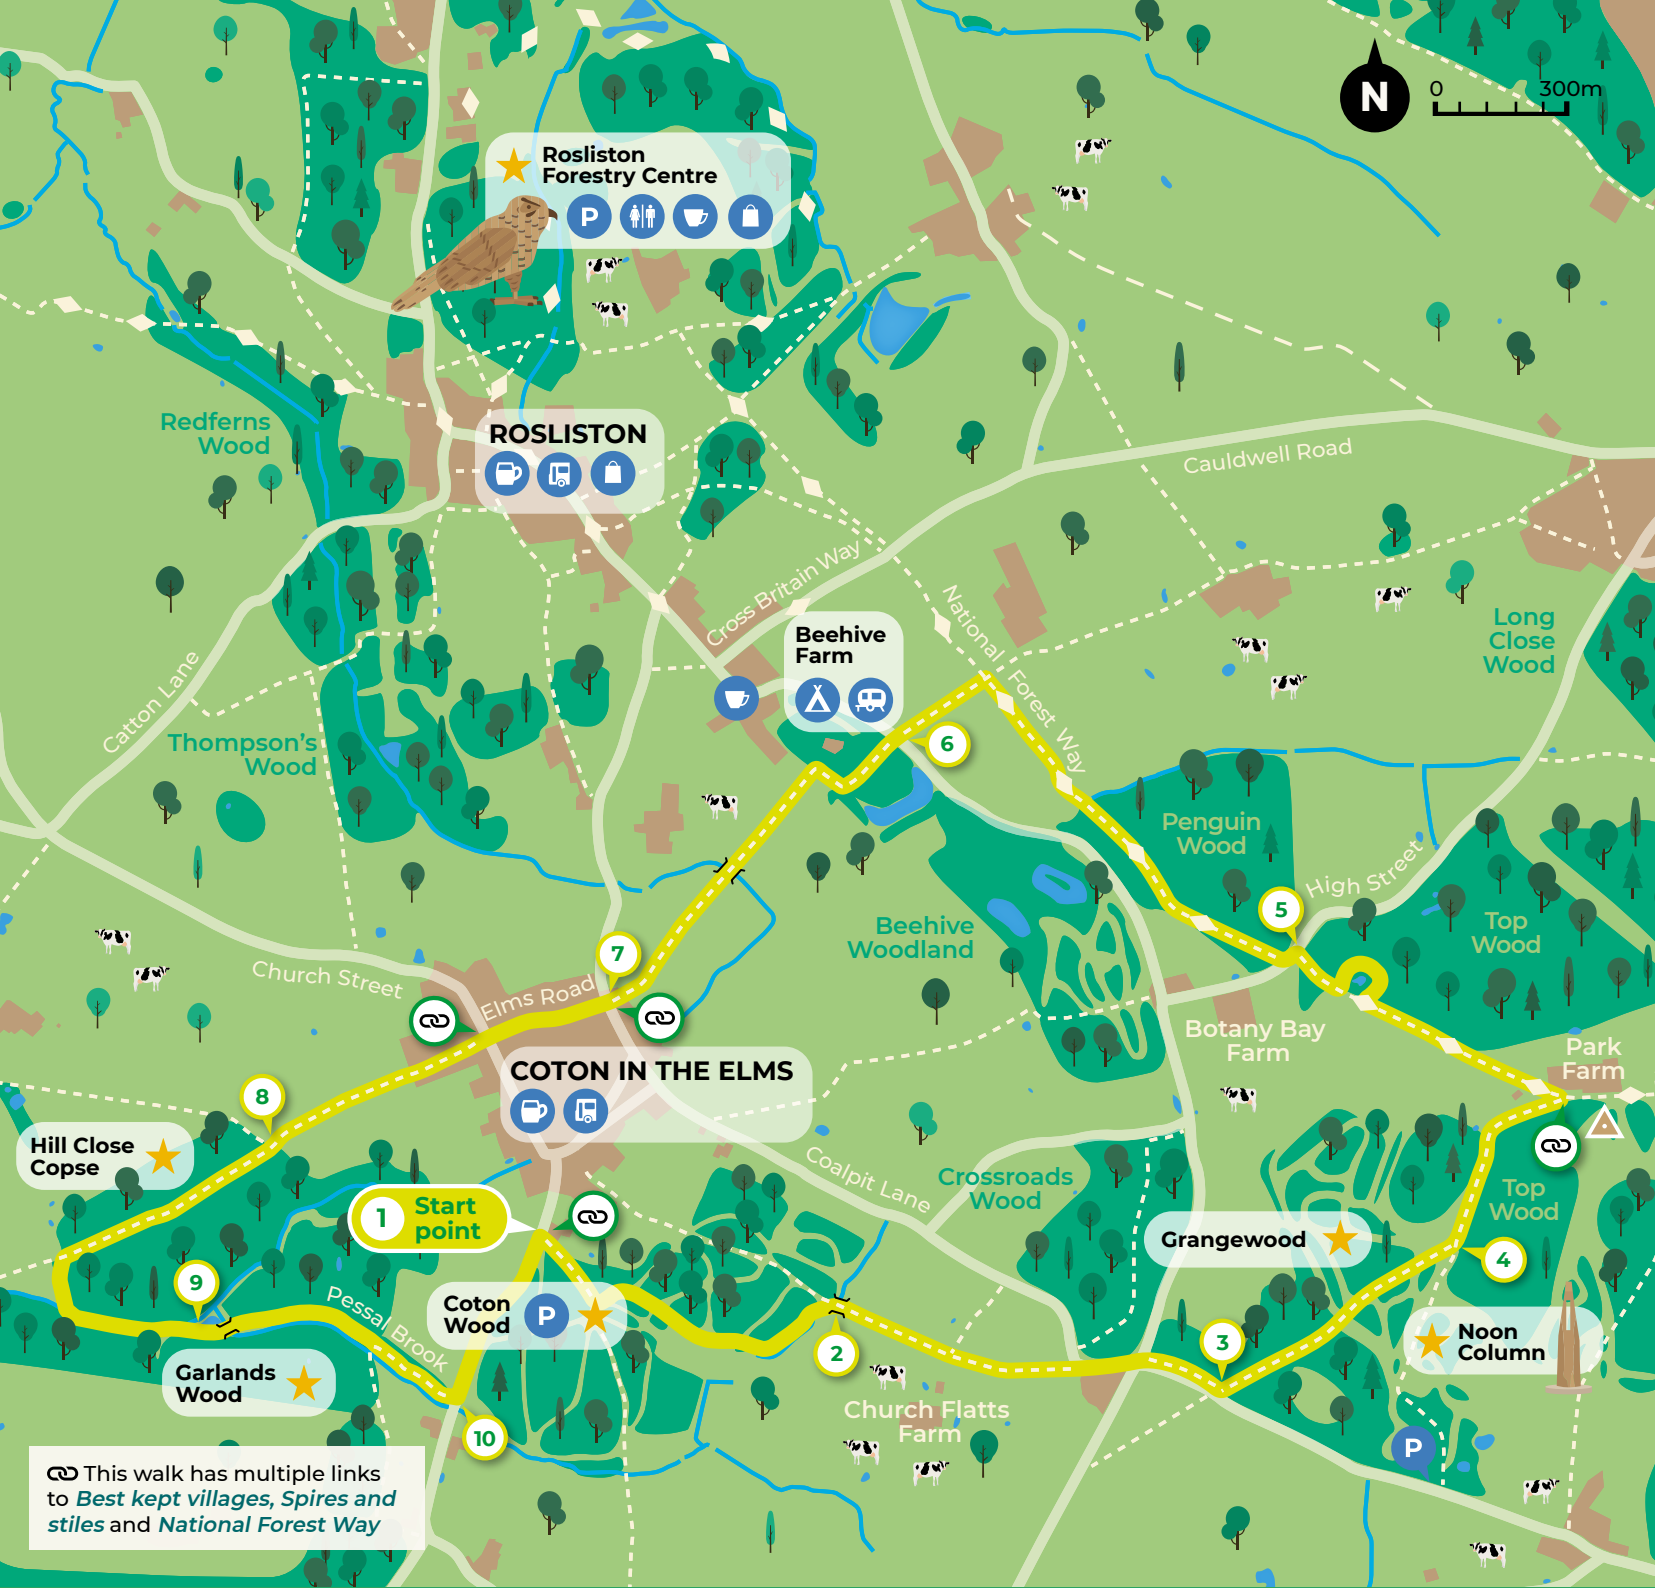 N
0 300m
Rosliston
Forestry Centre
P
Redferns
Wood
ROSLISTON
Cauldwell Road
Cross Britain Way
National Forest Way
Long
Close
Wood
Beehive
Farm
Catton Lane
Thompson's
Wood
6
Penguin
Wood
High Street
5
Top
Wood
Beehive
Woodland
7
Church Street
Elms Road
Botany Bay
Farm
Park
Farm
COTON IN THE ELMS
8
Hill Close
Copse
Coalpit Lane
Crossroads
Wood
Top
Wood
1 Start
point
Grangewood
4
9
Pessal Brook
Coton
Wood
P
2
3
Noon
Column
Garlands
Wood
Church Flatts
Farm
10
P
This walk has multiple links
to Best kept villages, Spires and
stiles and National Forest Way